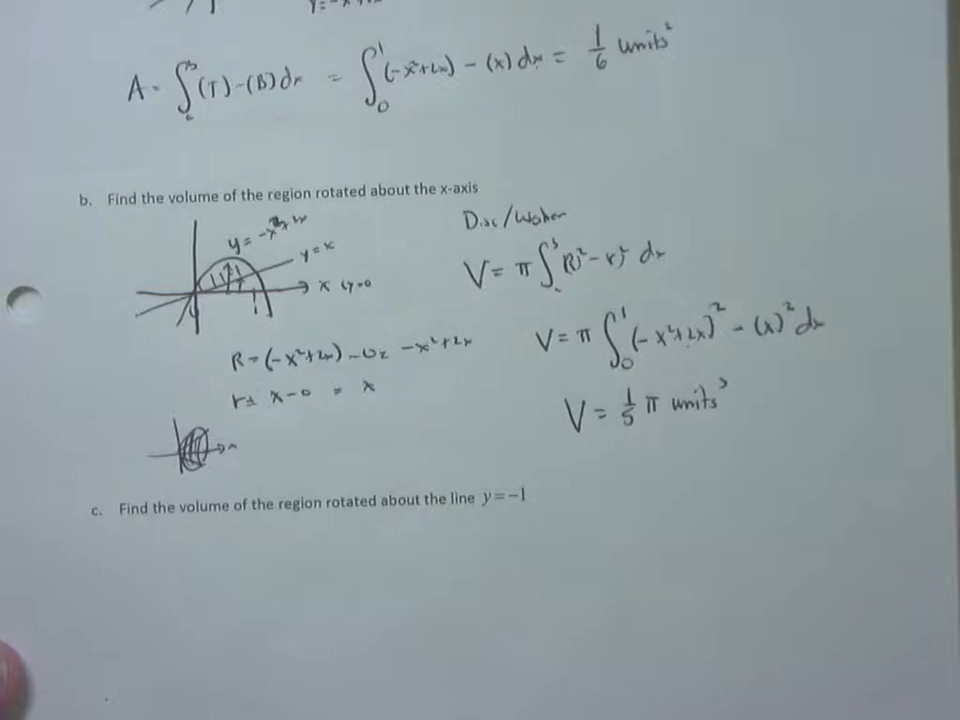 A = ∫(T)-(B)dx = ∫₀¹(-x²+2x) - (x) dx = 1/6 units²
b. Find the volume of the region rotated about the x-axis
y = -x²+2x
y = x
x (y=0
R = (-x²+2x) - 0 = -x²+2x
r = x-0 = x
Disc/Washer
V = π∫ R)² - r)² dx
V = π∫₀¹(-x²+2x)² - (x)² dx
V = 1/5 π units³
c. Find the volume of the region rotated about the line y=-1